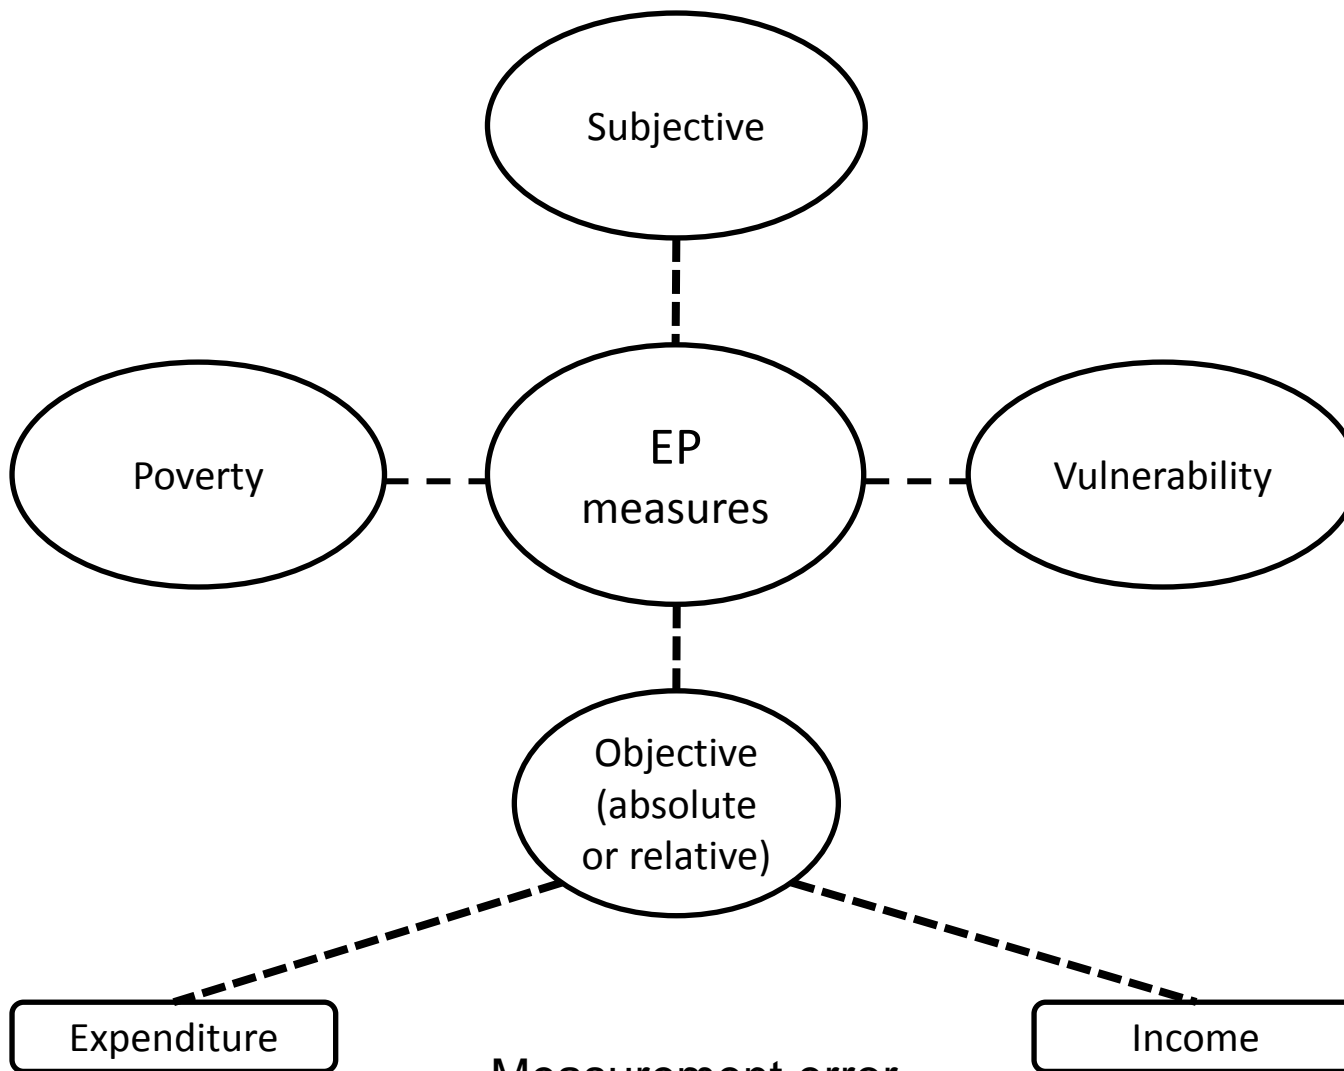 Subjective
Poverty
EP
measures
Vulnerability
Objective
(absolute
or relative)
Expenditure
Income
Measurement error